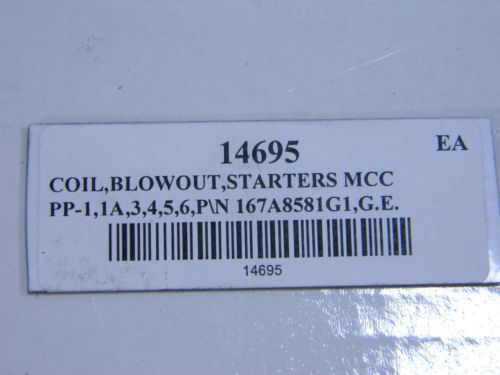 14695 EA
COIL,BLOWOUT,STARTERS MCC
PP-1,1A,3,4,5,6,P\N 167A8581G1,G.E.
14695